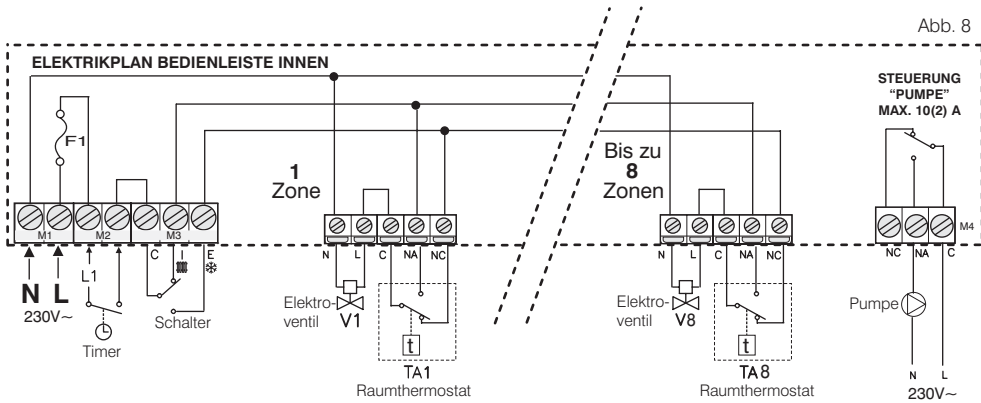 Abb. 8
ELEKTRIKPLAN BEDIENLEISTE INNEN
STEUERUNG
“PUMPE”
MAX. 10(2) A
F1
1
Zone
Bis zu
8
Zonen
M1 M2 M3
M4
N L 230V~
L1
Timer
C E
Schalter
N L C NA NC
Elektro-
ventil
V1
t
TA1
Raumthermostat
N L C NA NC
Elektro-
ventil
V8
t
TA8
Raumthermostat
NC NA C
Pumpe
N L
230V~